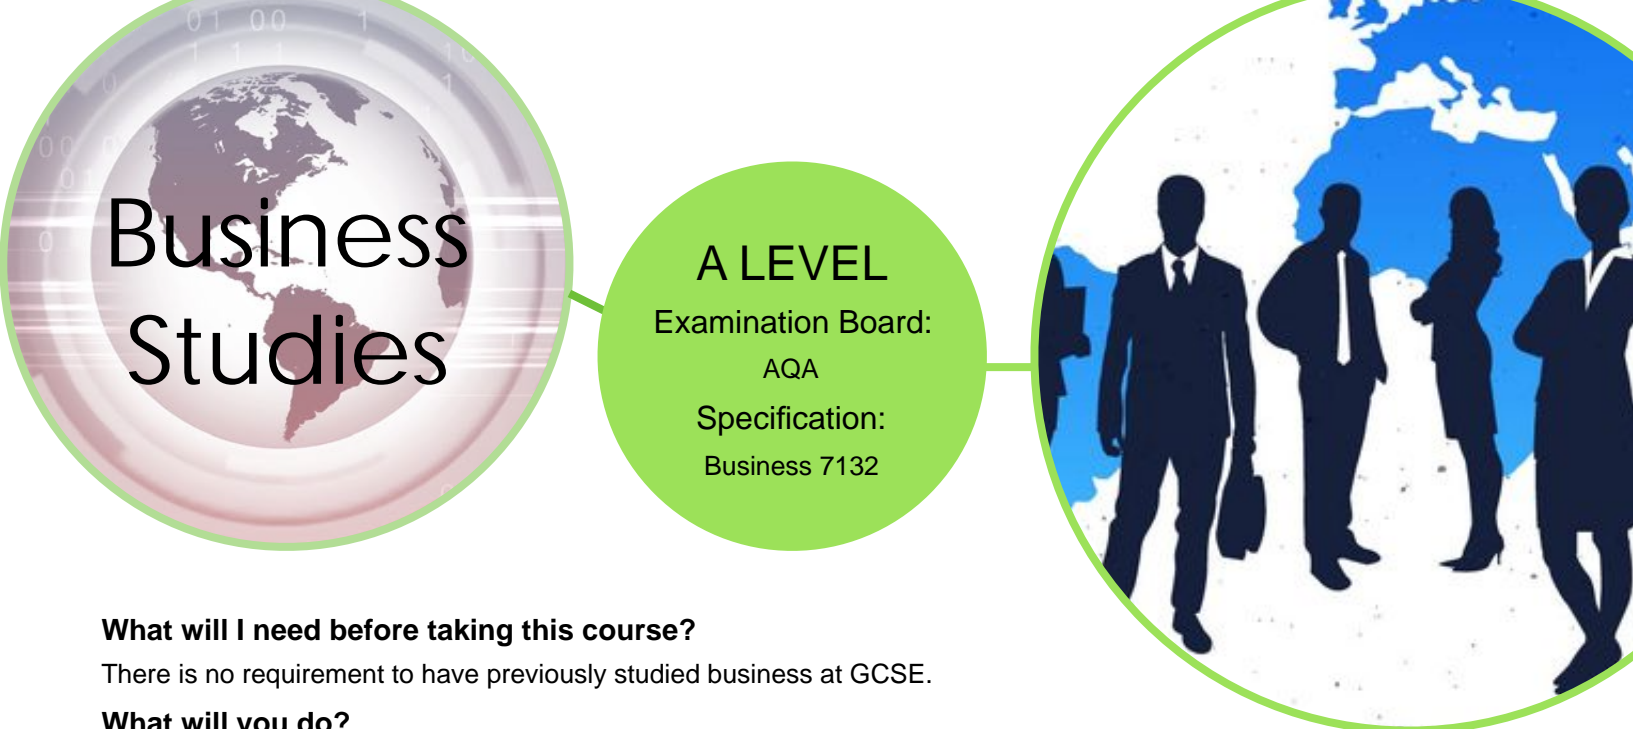 Business
Studies
A LEVEL
Examination Board:
AQA
Specification:
Business 7132
What will I need before taking this course?
There is no requirement to have previously studied business at GCSE.
What will you do?